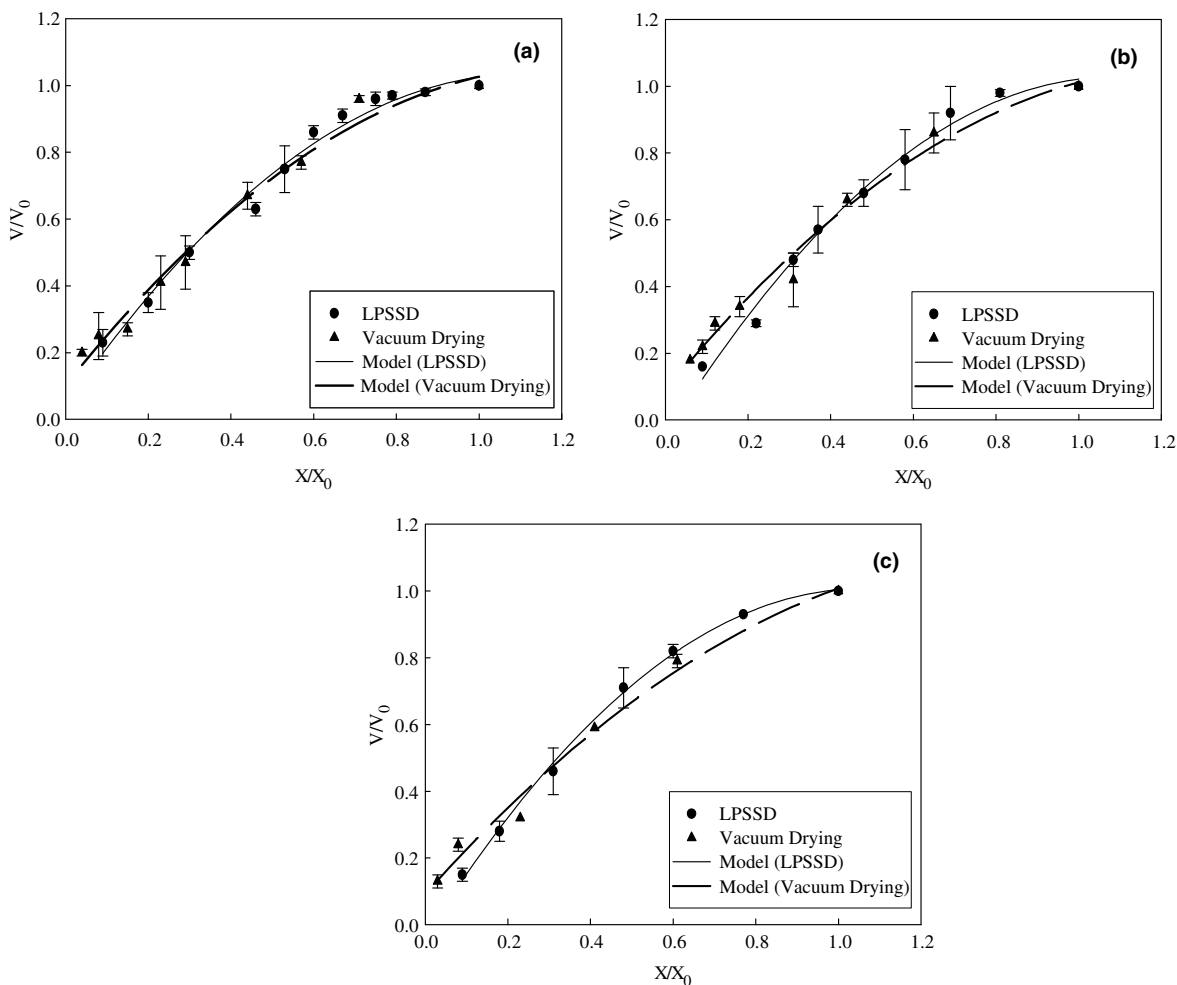 (a)
1.2
1.0
0.8
0.6
0.4
0.2
0.0
V/V0
0.0 0.2 0.4 0.6 0.8 1.0 1.2
X/X0
LPSSD
Vacuum Drying
Model (LPSSD)
Model (Vacuum Drying)
(b)
1.2
1.0
0.8
0.6
0.4
0.2
0.0
V/V0
0.0 0.2 0.4 0.6 0.8 1.0 1.2
X/X0
LPSSD
Vacuum Drying
Model (LPSSD)
Model (Vacuum Drying)
(c)
1.2
1.0
0.8
0.6
0.4
0.2
0.0
V/V0
0.0 0.2 0.4 0.6 0.8 1.0 1.2
X/X0
LPSSD
Vacuum Drying
Model (LPSSD)
Model (Vacuum Drying)